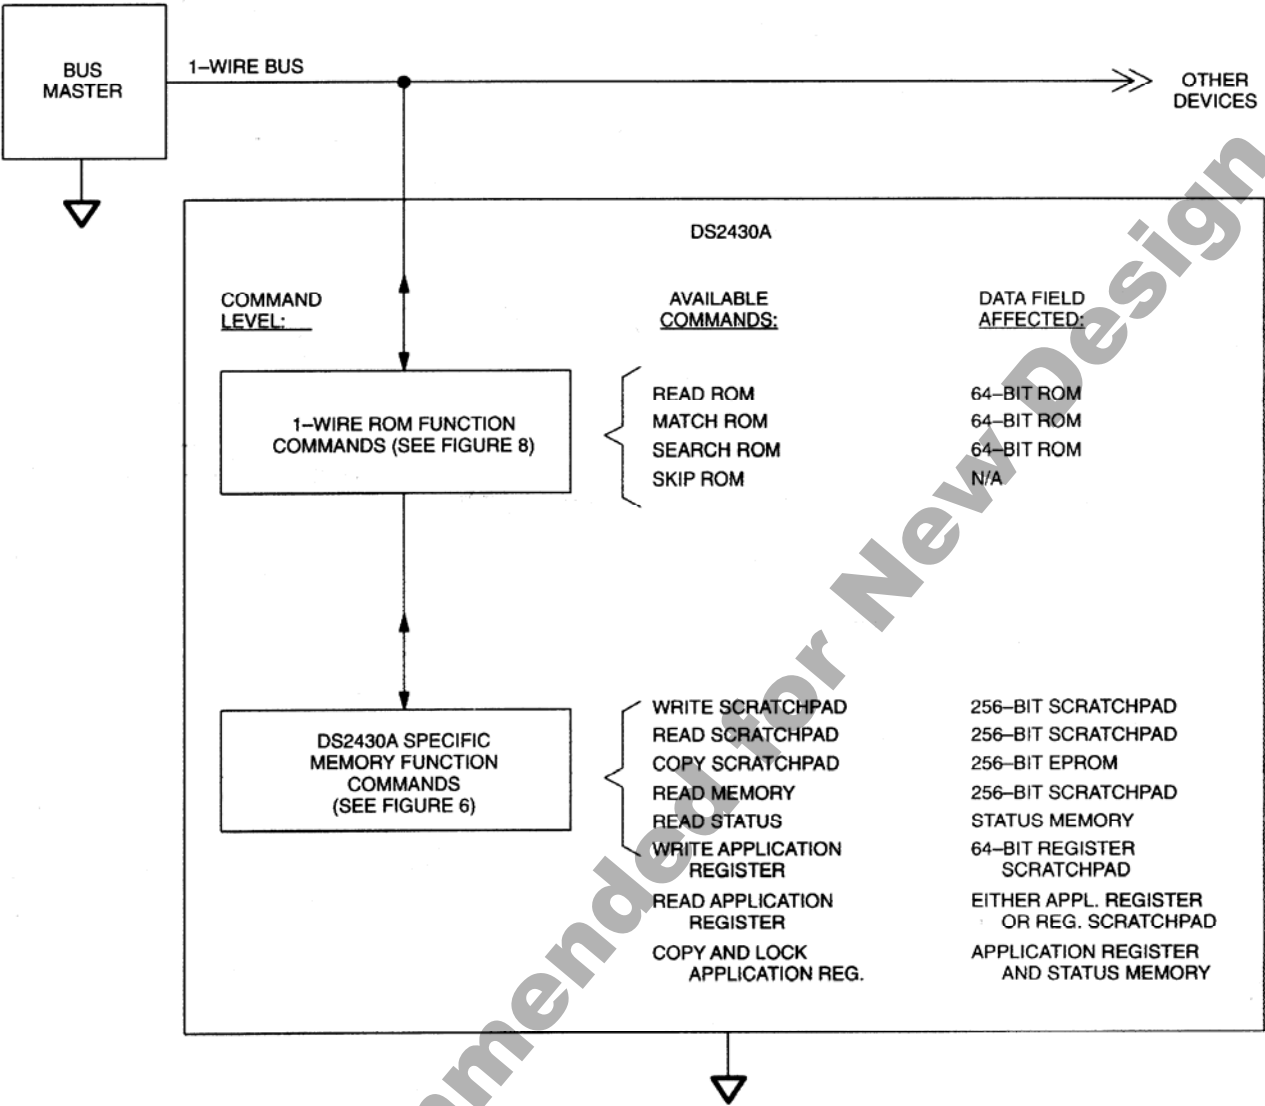 BUS
MASTER
1–WIRE BUS
OTHER
DEVICES
DS2430A
COMMAND
LEVEL:
AVAILABLE
COMMANDS:
DATA FIELD
AFFECTED:
1–WIRE ROM FUNCTION
COMMANDS (SEE FIGURE 8)
READ ROM 64–BIT ROM
MATCH ROM 64–BIT ROM
SEARCH ROM 64–BIT ROM
SKIP ROM N/A
DS2430A SPECIFIC
MEMORY FUNCTION
COMMANDS
(SEE FIGURE 6)
WRITE SCRATCHPAD 256–BIT SCRATCHPAD
READ SCRATCHPAD 256–BIT SCRATCHPAD
COPY SCRATCHPAD 256–BIT EPROM
READ MEMORY 256–BIT SCRATCHPAD
READ STATUS STATUS MEMORY
WRITE APPLICATION 64–BIT REGISTER
REGISTER SCRATCHPAD
READ APPLICATION EITHER APPL. REGISTER
REGISTER OR REG. SCRATCHPAD
COPY AND LOCK APPLICATION REGISTER
APPLICATION REG. AND STATUS MEMORY
mmended for New Design